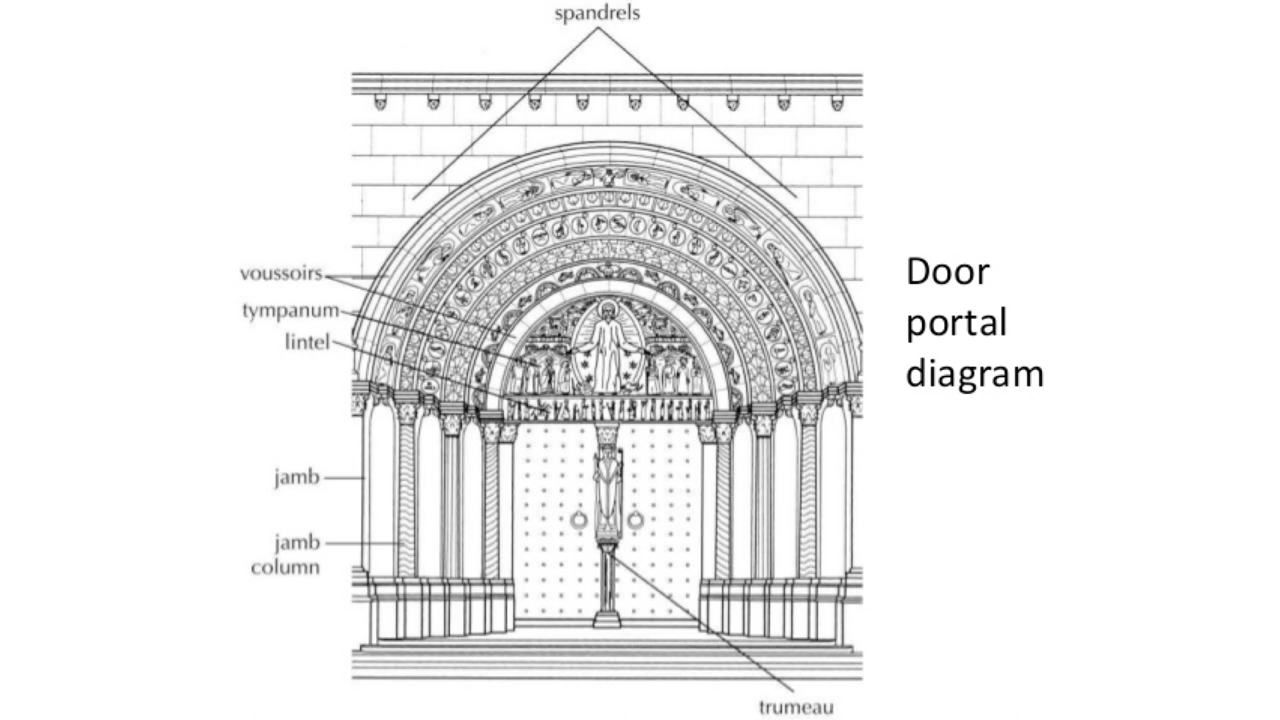 spandrels
voussoirs
tympanum
lintel
jamb
jamb
column
trumeau
Door
portal
diagram